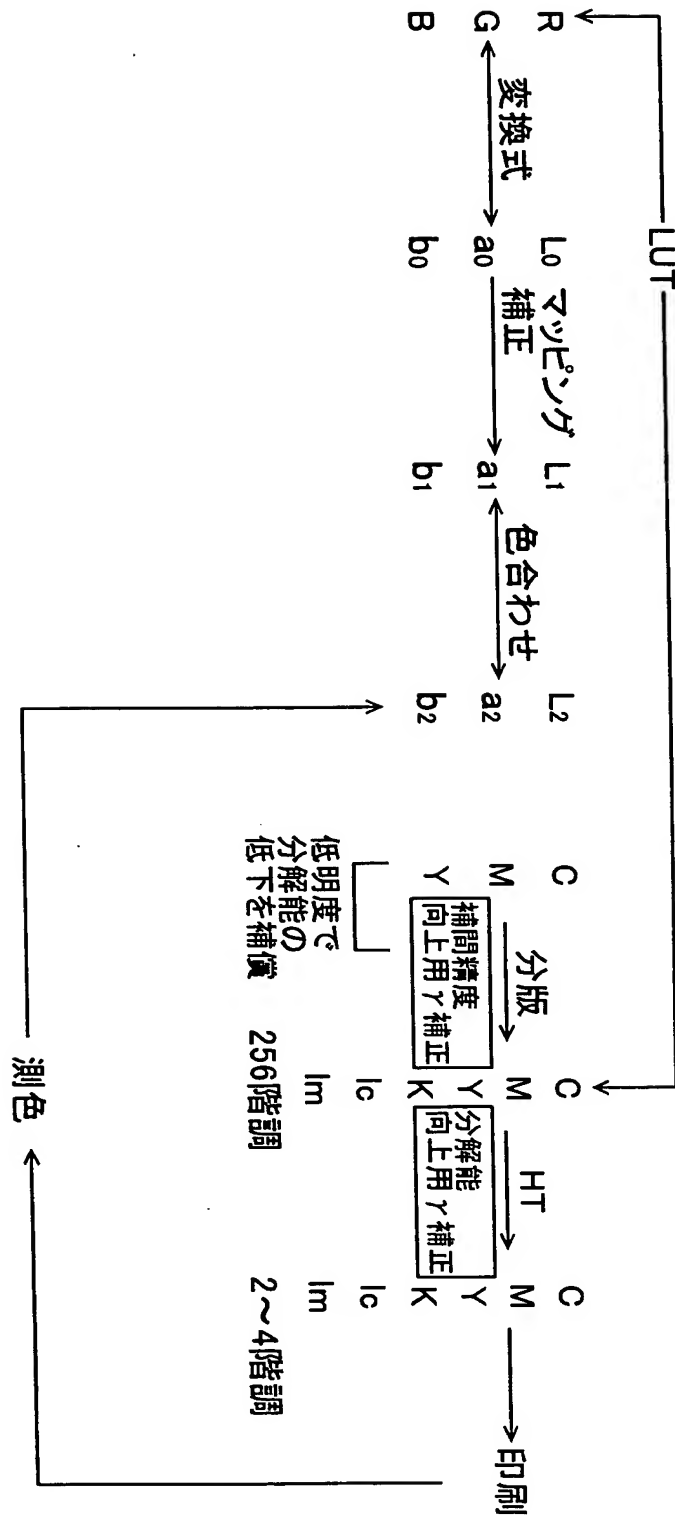 LUT
R
G
B
変換式
L0
a0
b0
マッピング
補正
L1
a1
b1
色合わせ
L2
a2
b2
C
M
Y
分版
補間精度
向上用γ補正
低明度で
分解能の
低下を補償
C
M
Y
K
lc
lm
256階調
HT
分解能
向上用γ補正
C
M
Y
K
lc
lm
2～4階調
印刷
測色